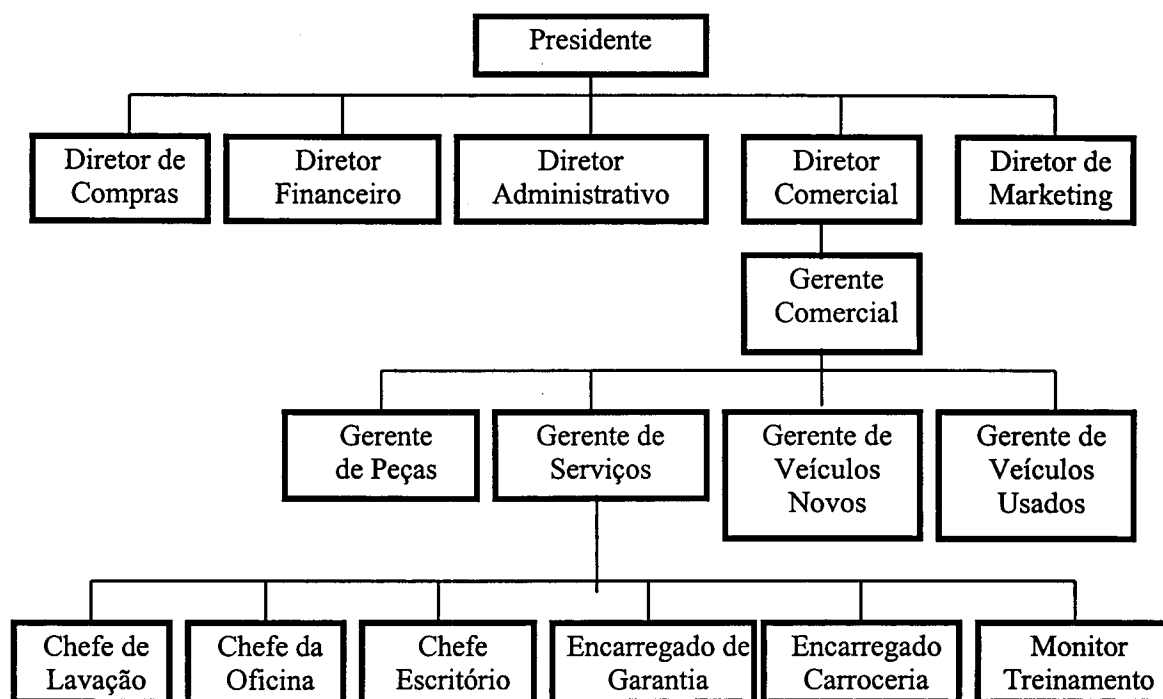 Presidente
Diretor de
Compras
Diretor
Financeiro
Diretor
Administrativo
Diretor
Comercial
Diretor de
Marketing
Gerente
Comercial
Gerente
de Peças
Gerente de
Serviços
Gerente de
Veículos
Novos
Gerente de
Veículos
Usados
Chefe de
Lavação
Chefe da
Oficina
Chefe
Escritório
Encarregado de
Garantia
Encarregado
Carroceria
Monitor
Treinamento